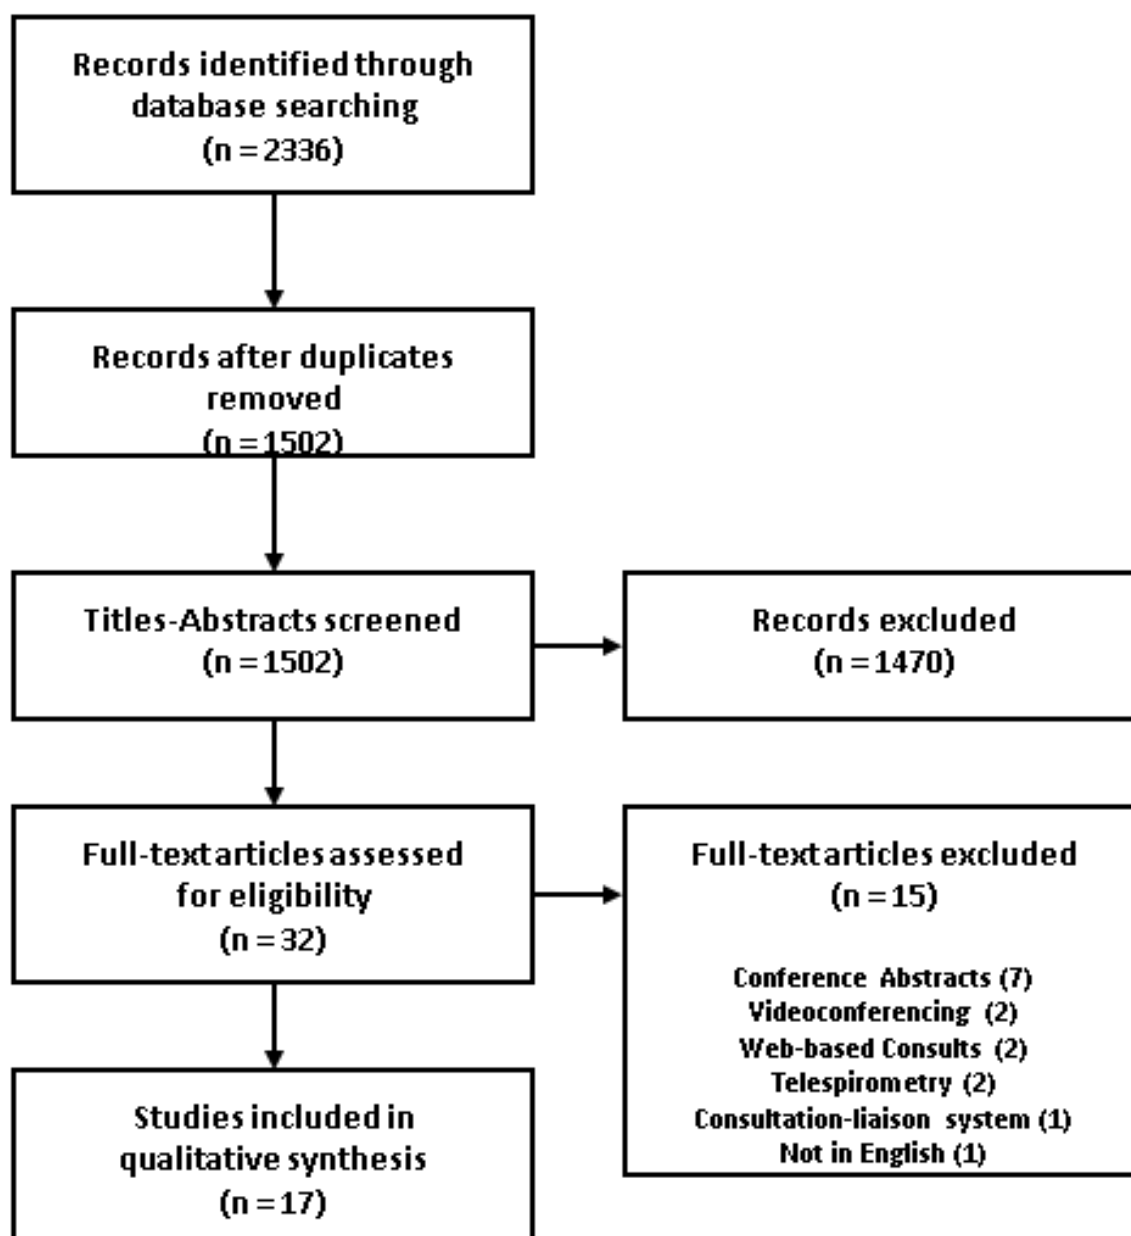 Records identified through
database searching
(n = 2336)
Records after duplicates
removed
(n = 1502)
Titles-Abstracts screened
(n = 1502)
Records excluded
(n = 1470)
Full-text articles assessed
for eligibility
(n = 32)
Full-text articles excluded
(n = 15)
Conference Abstracts (7)
Videoconferencing (2)
Web-based Consults (2)
Telespirometry (2)
Consultation-liaison system (1)
Not in English (1)
Studies included in
qualitative synthesis
(n = 17)